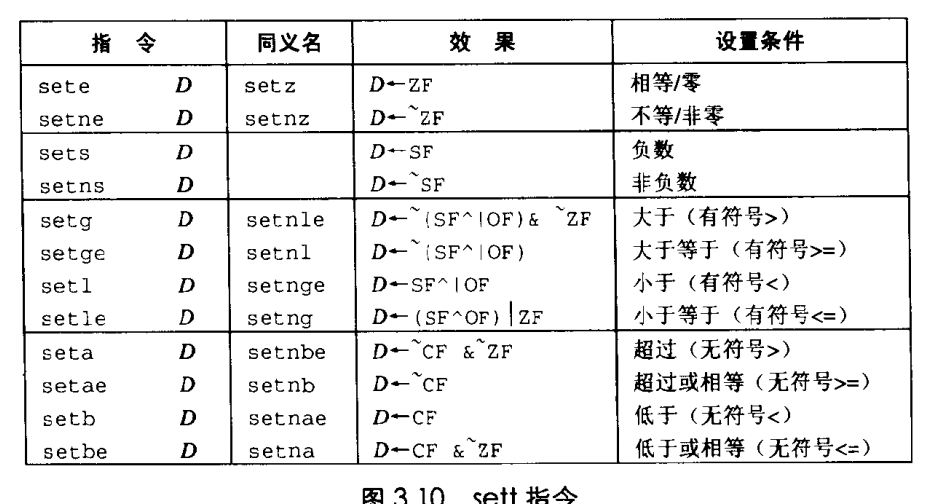 指 令 同义名 效 果 设置条件
sete D setz D←ZF 相等/零
setne D setnz D←~ZF 不等/非零
sets D D←SF 负数
setns D D←~SF 非负数
setg D setnle D←~(SF^|OF)& ~ZF 大于（有符号>）
setge D setnl D←~(SF^|OF) 大于等于（有符号>=）
setl D setnge D←SF^|OF 小于（有符号<）
setle D setng D←(SF^OF)|ZF 小于等于（有符号<=）
seta D setnbe D←~CF &~ZF 超过（无符号>）
setae D setnb D←~CF 超过或相等（无符号>=）
setb D setnae D←CF 低于（无符号<）
setbe D setna D←CF &~ZF 低于或相等（无符号<=）
图 3.10 sett 指令